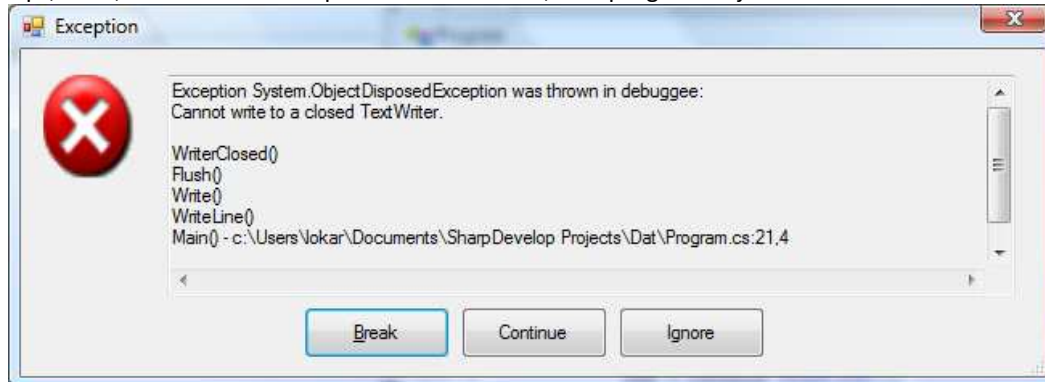 Exception
Exception System.ObjectDisposedException was thrown in debuggee:
Cannot write to a closed TextWriter.
WriterClosed()
Flush()
Write()
WriteLine()
Main() - c:\Users\lokar\Documents\SharpDevelop Projects\Dat\Program.cs:21,4
Break Continue Ignore